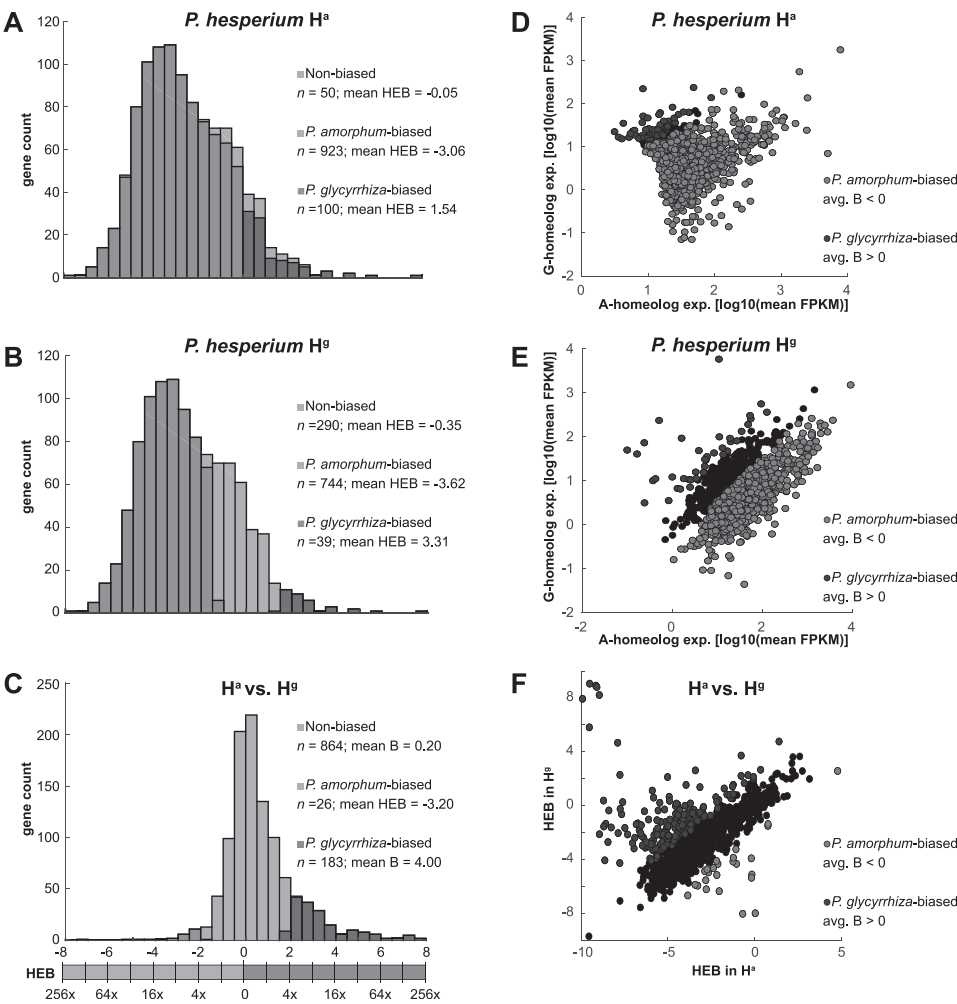 A
P. hesperium Hᵃ
120
100
80
60
40
20
0
gene count
Non-biased
n = 50; mean HEB = -0.05
P. amorphum-biased
n = 923; mean HEB = -3.06
P. glycyrrhiza-biased
n =100; mean HEB = 1.54
D
P. hesperium Hᵃ
4
3
2
1
0
-1
-2
G-homeolog exp. [log10(mean FPKM)]
P. amorphum-biased
avg. B < 0
P. glycyrrhiza-biased
avg. B > 0
0 1 2 3 4
A-homeolog exp. [log10(mean FPKM)]
B
P. hesperium Hᵍ
120
100
80
60
40
20
0
gene count
Non-biased
n =290; mean HEB = -0.35
P. amorphum-biased
n = 744; mean HEB = -3.62
P. glycyrrhiza-biased
n =39; mean HEB = 3.31
E
P. hesperium Hᵍ
4
3
2
1
0
-1
-2
G-homeolog exp. [log10(mean FPKM)]
P. amorphum-biased
avg. B < 0
P. glycyrrhiza-biased
avg. B > 0
-2 0 2 4
A-homeolog exp. [log10(mean FPKM)]
C
Hᵃ vs. Hᵍ
250
200
150
100
50
0
gene count
Non-biased
n = 864; mean B = 0.20
P. amorphum-biased
n = 26; mean HEB = -3.20
P. glycyrrhiza-biased
n = 183; mean B = 4.00
-8 -6 -4 -2 0 2 4 6 8
HEB
256x 64x 16x 4x 0 4x 16x 64x 256x
F
Hᵃ vs. Hᵍ
8
4
0
-4
-8
HEB in Hᵍ
P. amorphum-biased
avg. B < 0
P. glycyrrhiza-biased
avg. B > 0
-10 -5 0 5
HEB in Hᵃ